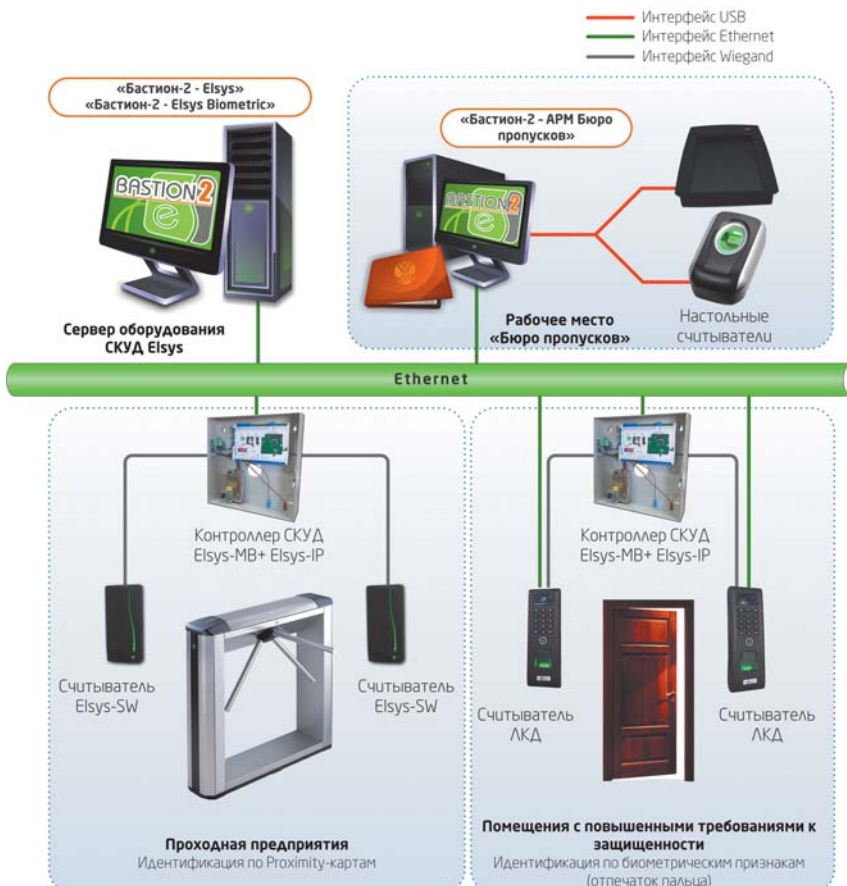 Интерфейс USB
Интерфейс Ethernet
Интерфейс Wiegand
«Бастион-2 - Elsys»
«Бастион-2 - Elsys Biometric»
«Бастион-2 – АРМ Бюро
пропусков»
BASTION2
e
BASTION2
e
Сервер оборудования
СКУД Elsys
Рабочее место
«Бюро пропусков»
Настольные
считыватели
Ethernet
Контроллер СКУД
Elsys-MB+ Elsys-IP
Контроллер СКУД
Elsys-MB+ Elsys-IP
Считыватель
Elsys-SW
Считыватель
Elsys-SW
Считыватель
ЛКД
Считыватель
ЛКД
Проходная предприятия
Идентификация по Proximity-картам
Помещения с повышенными требованиями к
защищенности
Идентификация по биометрическим признакам
(отпечаток пальца)